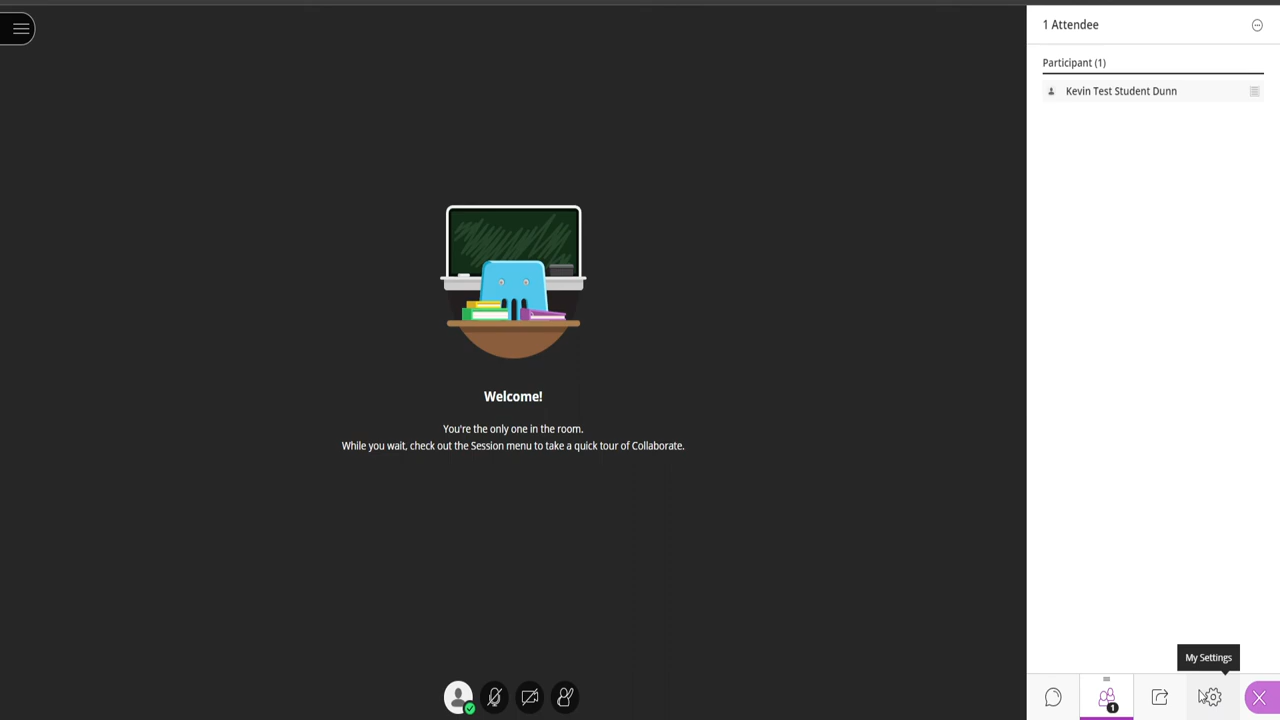 1 Attendee
Participant (1)
Kevin Test Student Dunn
Welcome!
You're the only one in the room.
While you wait, check out the Session menu to take a quick tour of Collaborate.
My Settings
1